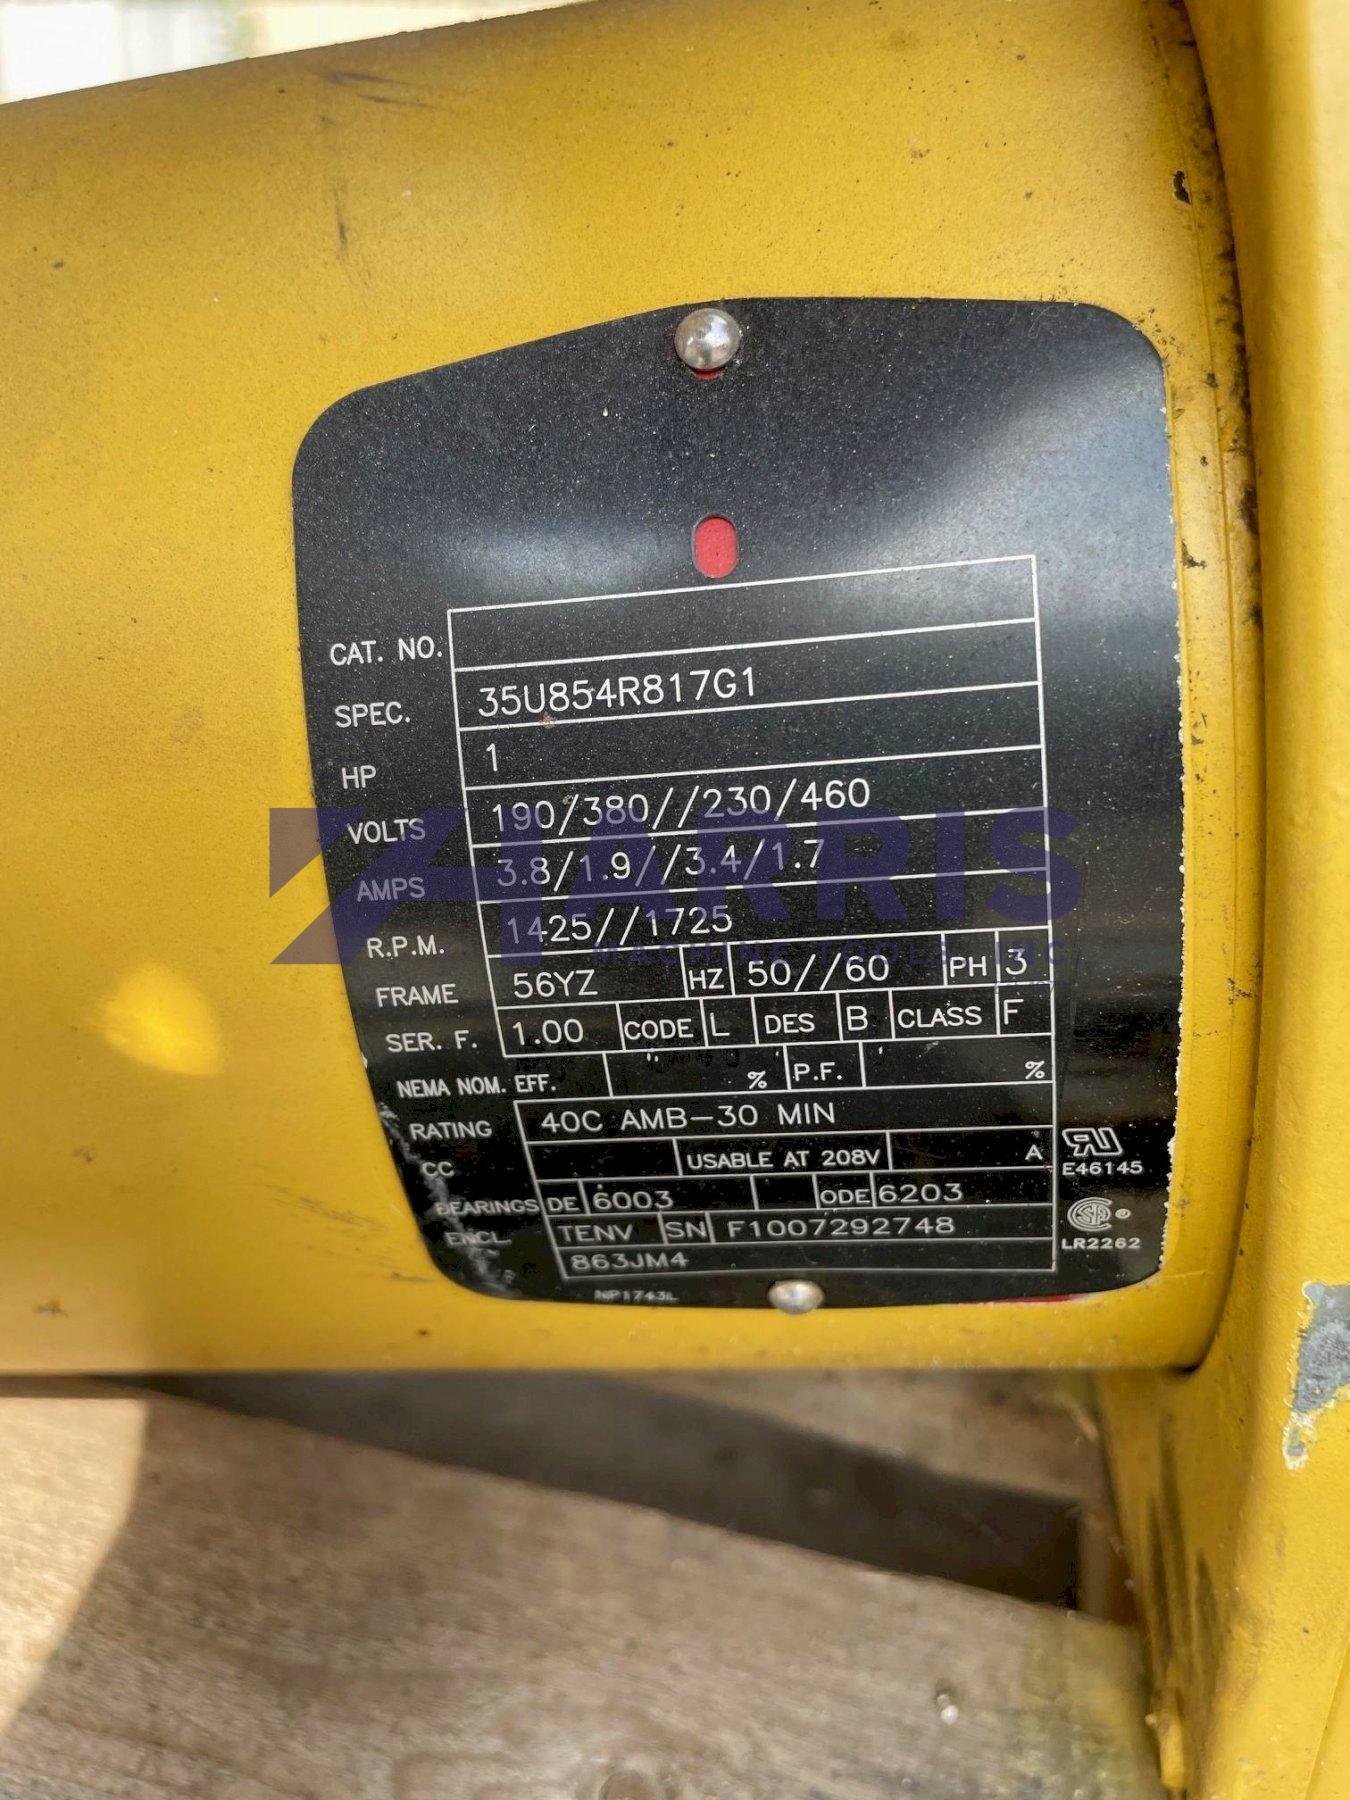 CAT. NO.
SPEC. 35U854R817G1
HP 1
VOLTS 190/380//230/460
AMPS 3.8/1.9//3.4/1.7
R.P.M. 1425//1725
FRAME 56YZ HZ 50//60 PH 3
SER. F. 1.00 CODE L DES B CLASS F
NEMA NOM. EFF. % P.F. %
RATING 40C AMB-30 MIN
CC USABLE AT 208V A
BEARINGS DE 6003 ODE 6203
ENCL. TENV SN F1007292748
863JM4
NP1743L
RU
E46145
SP ®
LR2262
HARRIS
MACHINE TOOLS, INC.